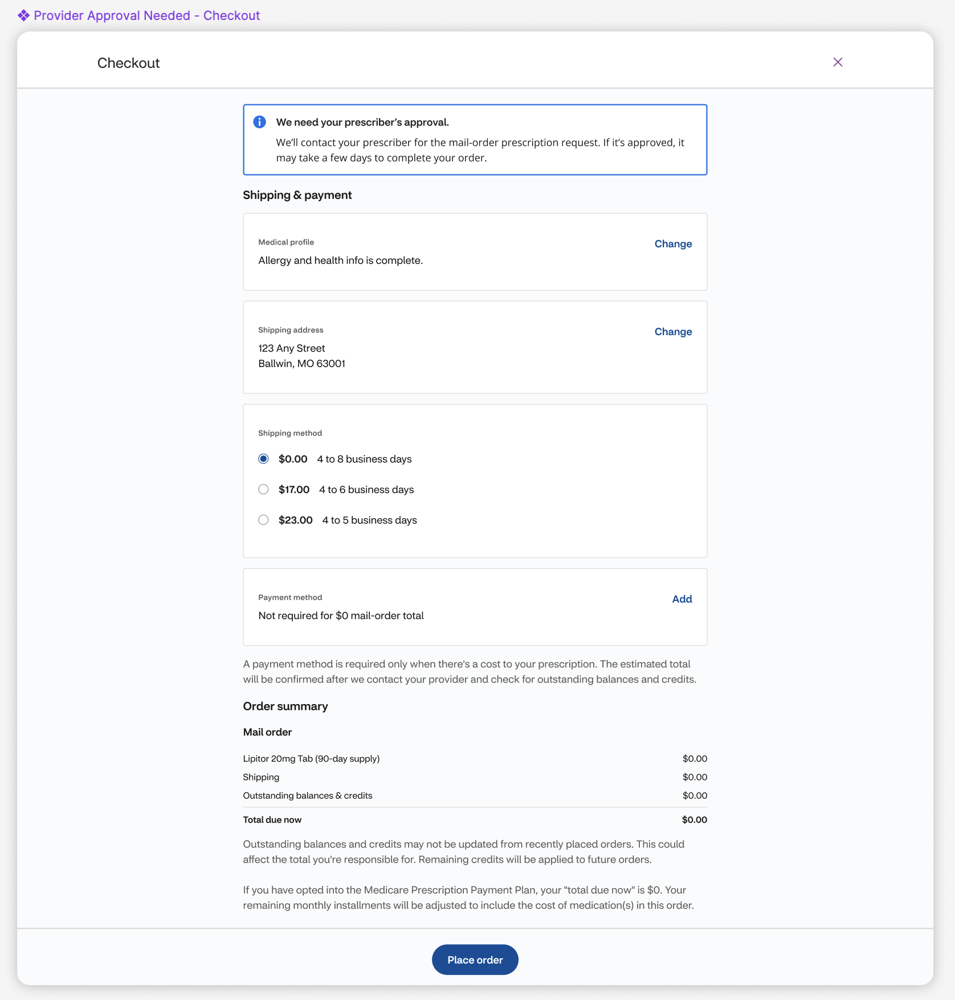 Provider Approval Needed - Checkout
Checkout
We need your prescriber’s approval.
We’ll contact your prescriber for the mail-order prescription request. If it’s approved, it
may take a few days to complete your order.
Shipping & payment
Medical profile
Change
Allergy and health info is complete.
Shipping address
Change
123 Any Street
Ballwin, MO 63001
Shipping method
$0.00 4 to 8 business days
$17.00 4 to 6 business days
$23.00 4 to 5 business days
Payment method
Add
Not required for $0 mail-order total
A payment method is required only when there's a cost to your prescription. The estimated total
will be confirmed after we contact your provider and check for outstanding balances and credits.
Order summary
Mail order
Lipitor 20mg Tab (90-day supply) $0.00
Shipping $0.00
Outstanding balances & credits $0.00
Total due now $0.00
Outstanding balances and credits may not be updated from recently placed orders. This could
affect the total you're responsible for. Remaining credits will be applied to future orders.
If you have opted into the Medicare Prescription Payment Plan, your "total due now" is $0. Your
remaining monthly installments will be adjusted to include the cost of medication(s) in this order.
Place order